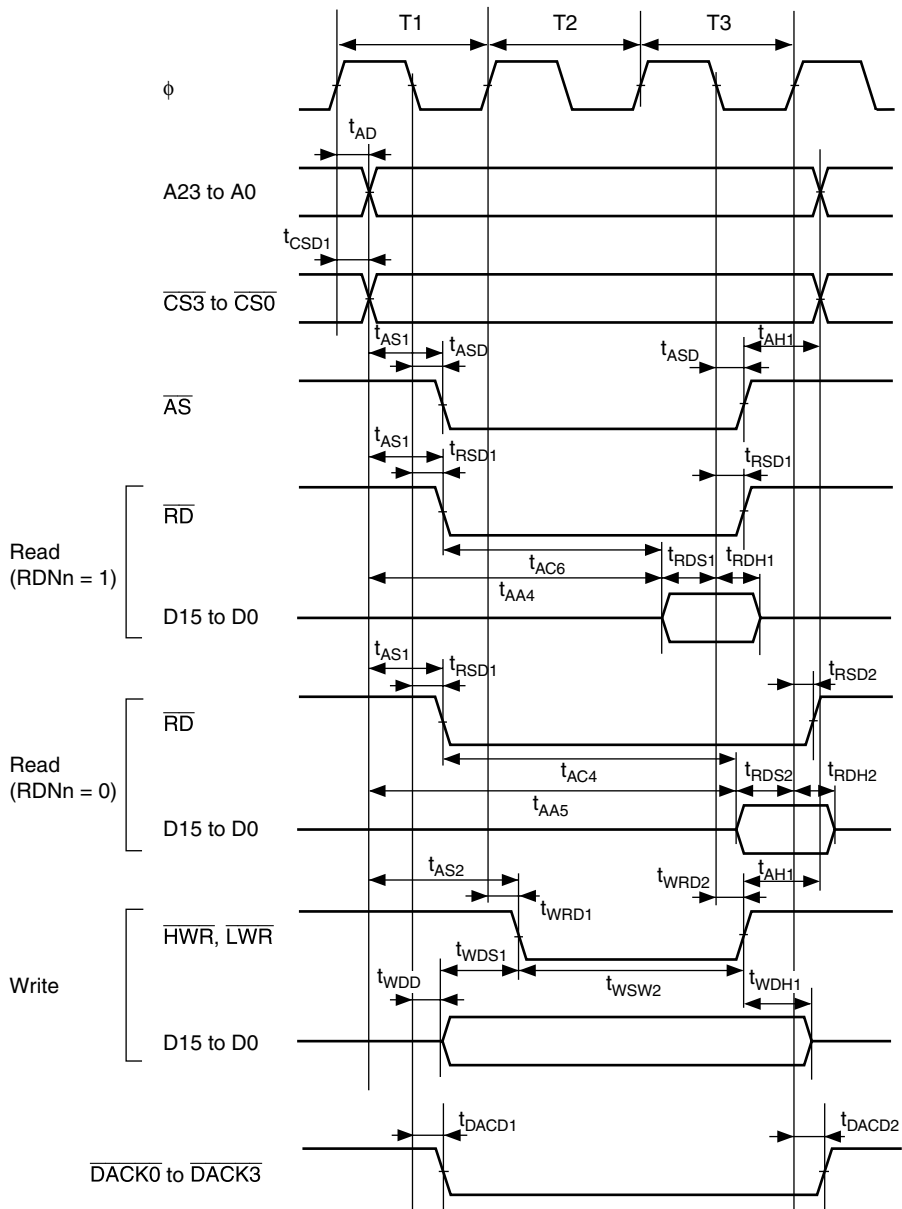 T1 T2 T3
ϕ
tAD
A23 to A0
tCSD1
CS3 to CS0
tAS1 tASD tASD tAH1
AS
tAS1 tRSD1 tRSD1
RD
Read
(RDNn = 1)
tAC6 tRDS1 tRDH1
tAA4
D15 to D0
tAS1 tRSD1 tRSD2
RD
Read
(RDNn = 0)
tAC4 tRDS2 tRDH2
tAA5
D15 to D0
tAS2 tWRD1 tWRD2 tAH1
HWR, LWR
Write
tWDD tWDS1 tWSW2 tWDH1
D15 to D0
tDACD1 tDACD2
DACK0 to DACK3